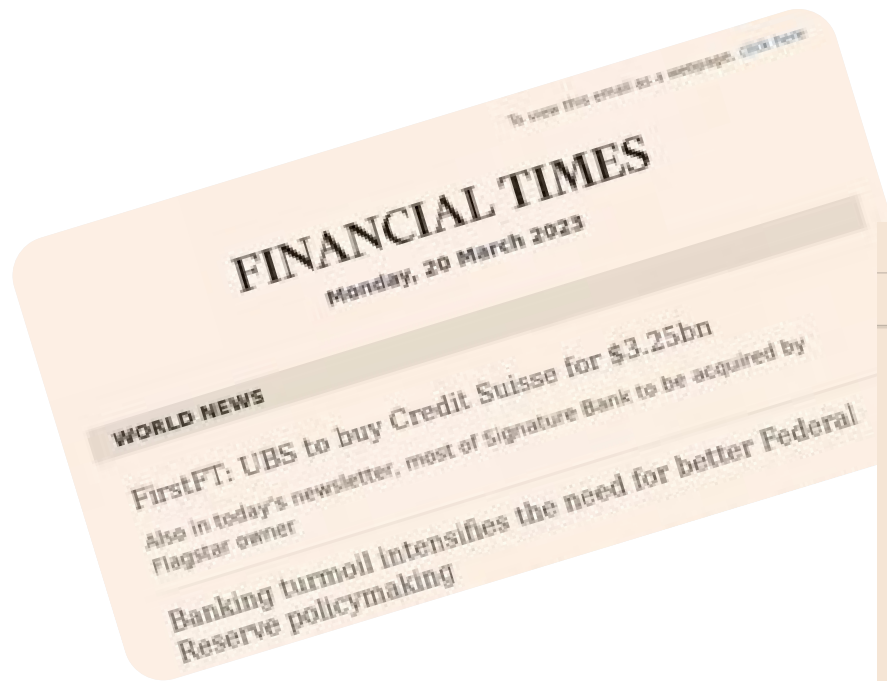 To view this email as a webpage, click here
FINANCIAL TIMES
Monday, 20 March 2023
WORLD NEWS
FirstFT: UBS to buy Credit Suisse for $3.25bn
Also in today's newsletter, most of Signature Bank to be acquired by
Flagstar owner
Banking turmoil intensifies the need for better Federal
Reserve policymaking